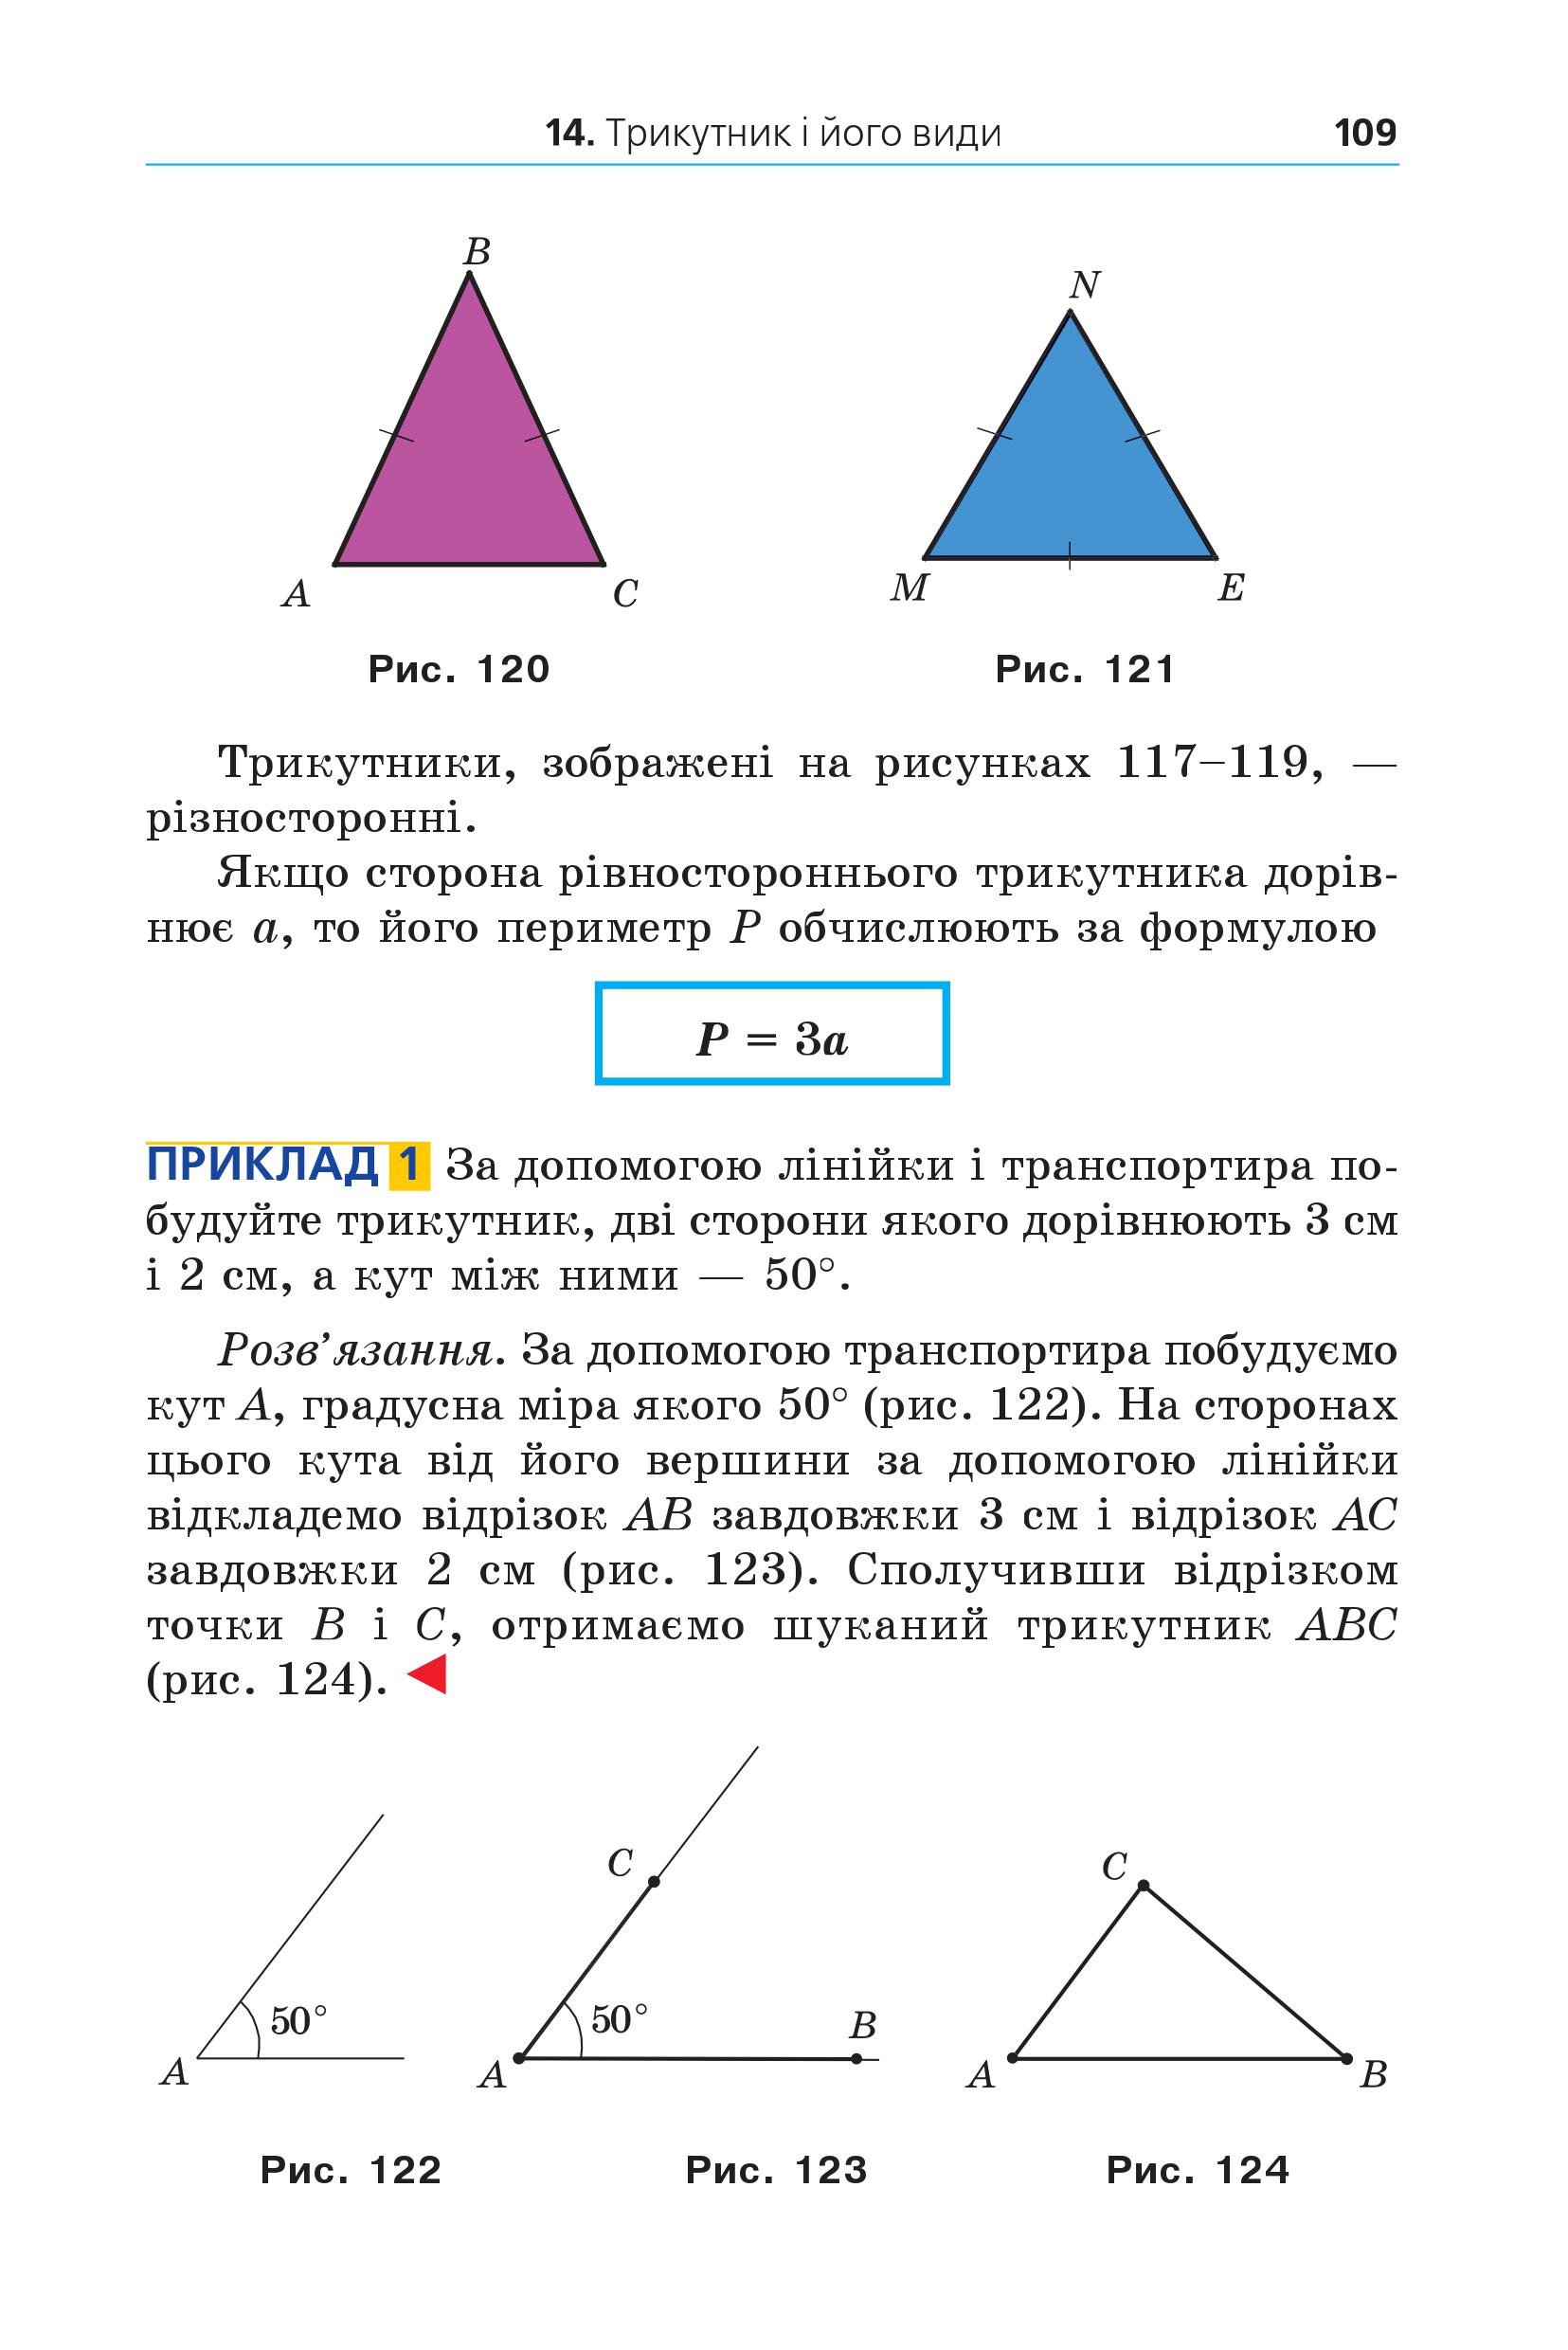 14. Трикутник і його види 109
B
N
A
C
M
E
Рис. 120
Рис. 121
Трикутники, зображені на рисунках 117–119, —
різносторонні.
Якщо сторона рівностороннього трикутника дорів-
нює a, то його периметр P обчислюють за формулою
P = 3a
ПРИКЛАД 1 За допомогою лінійки і транспортира по-
будуйте трикутник, дві сторони якого дорівнюють 3 см
і 2 см, а кут між ними — 50°.
Розв’язання. За допомогою транспортира побудуємо
кут A, градусна міра якого 50° (рис. 122). На сторонах
цього кута від його вершини за допомогою лінійки
відкладемо відрізок AB завдовжки 3 см і відрізок AC
завдовжки 2 см (рис. 123). Сполучивши відрізком
точки B і C, отримаємо шуканий трикутник ABC
(рис. 124).
50°
A
C
50°
B
A
C
A
B
Рис. 122
Рис. 123
Рис. 124